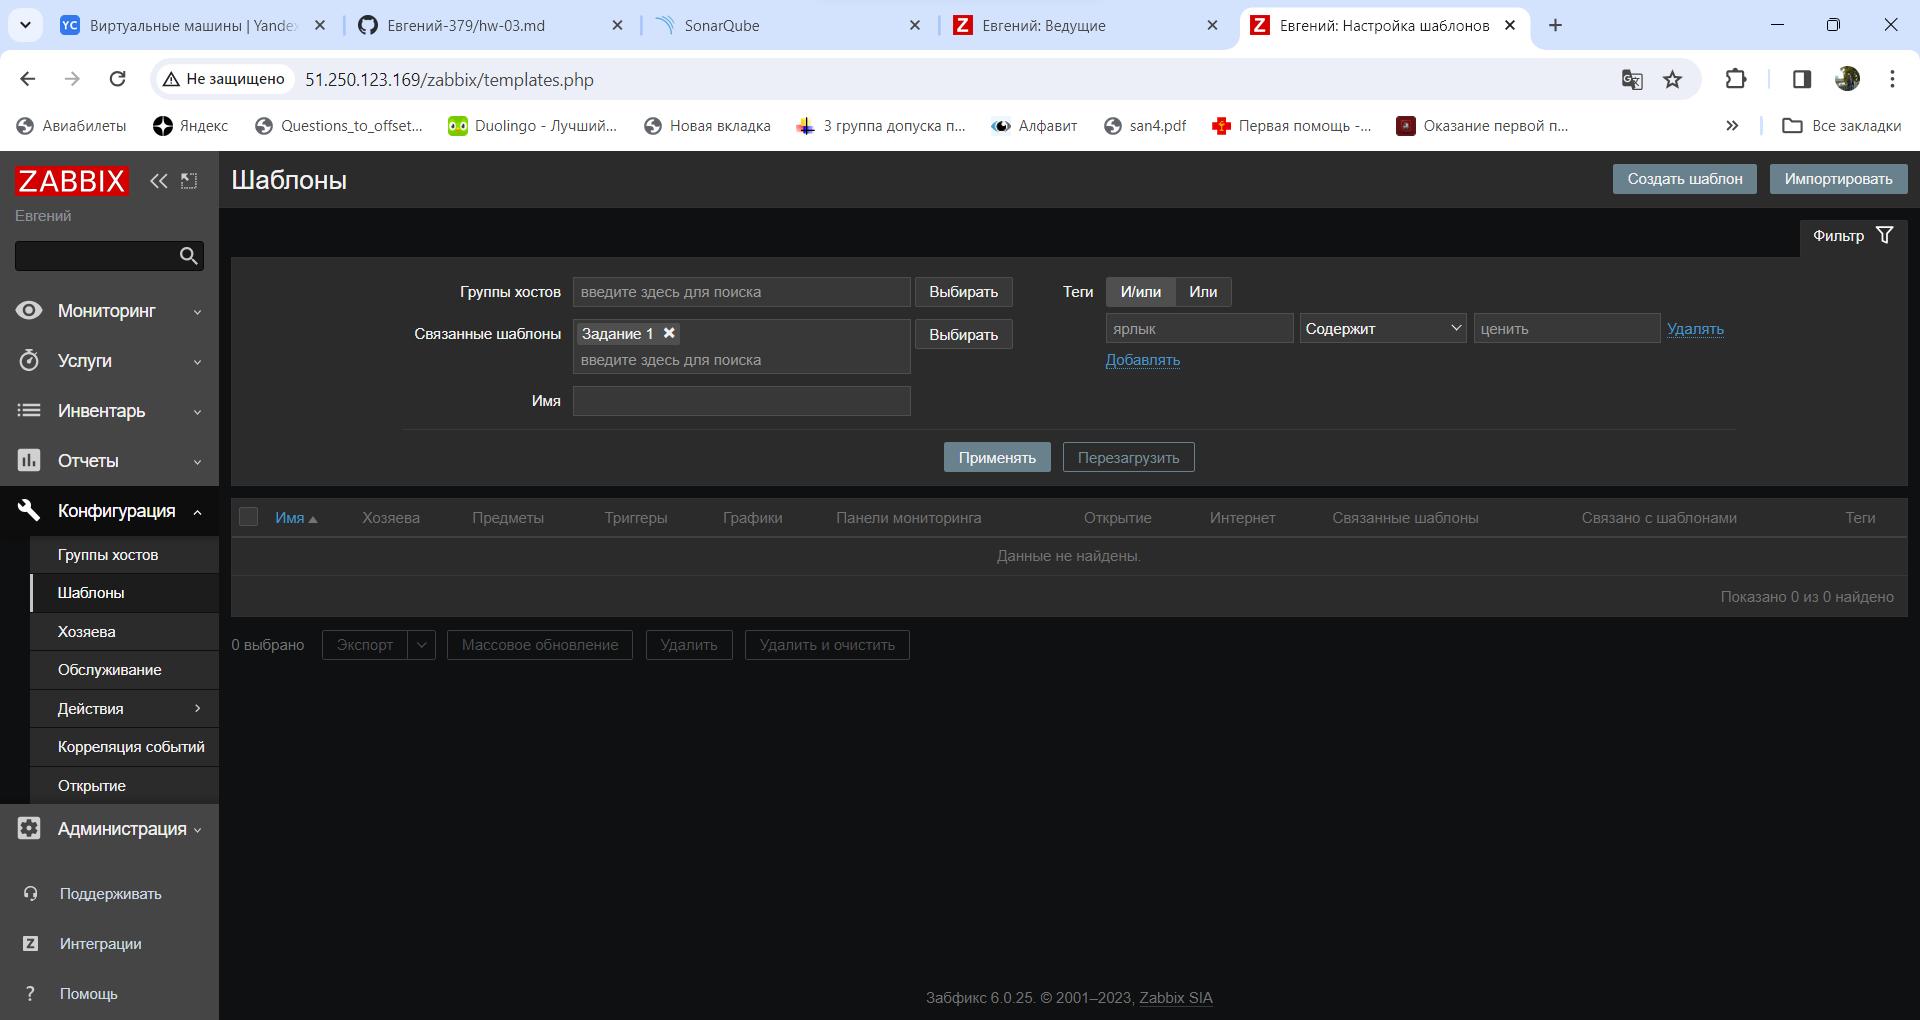 Виртуальные машины | Yande
Евгений-379/hw-03.md
SonarQube
Евгений: Ведущие
Евгений: Настройка шаблонов
Не защищено
51.250.123.169/zabbix/templates.php
Авиабилеты
Яндекс
Questions_to_offset...
Duolingo - Лучший...
Новая вкладка
3 группа допуска п...
Алфавит
san4.pdf
Первая помощь -...
Оказание первой п...
Все закладки
ZABBIX
Евгений
Мониторинг
Услуги
Инвентарь
Отчеты
Конфигурация
Группы хостов
Шаблоны
Хозяева
Обслуживание
Действия
Корреляция событий
Открытие
Администрация
Поддерживать
Интеграции
Помощь
Шаблоны
Создать шаблон
Импортировать
Фильтр
Группы хостов
введите здесь для поиска
Выбирать
Связанные шаблоны
Задание 1
введите здесь для поиска
Выбирать
Имя
Теги
И/или
Или
ярлык
Содержит
ценить
Удалять
Добавлять
Применять
Перезагрузить
Имя Хозяева Предметы Триггеры Графики Панели мониторинга Открытие Интернет Связанные шаблоны Связано с шаблонами Теги
Данные не найдены.
Показано 0 из 0 найдено
0 выбрано
Экспорт
Массовое обновление
Удалить
Удалить и очистить
Забфикс 6.0.25. © 2001–2023, Zabbix SIA